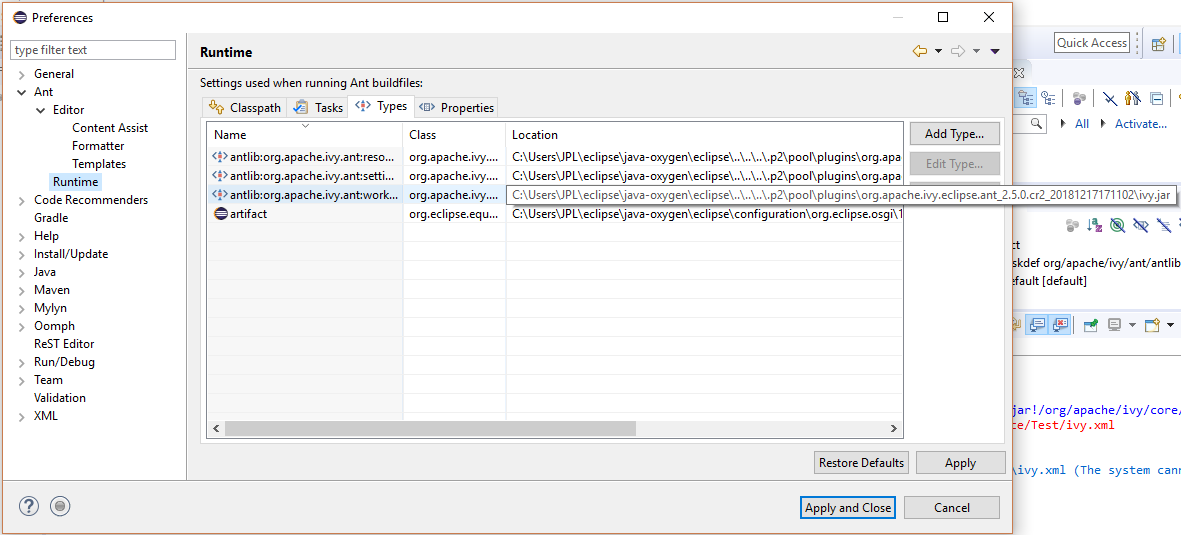 Preferences
type filter text
General
Ant
Editor
Content Assist
Formatter
Templates
Runtime
Code Recommenders
Gradle
Help
Install/Update
Java
Maven
Mylyn
Oomph
ReST Editor
Run/Debug
Team
Validation
XML
Runtime
Settings used when running Ant buildfiles:
Classpath Tasks Types Properties
Name Class Location
antlib:org.apache.ivy.ant:reso... org.apache.ivy.... C:\Users\JPL\eclipse\java-oxygen\eclipse\..\..\..\.p2\pool\plugins\org.apa
antlib:org.apache.ivy.ant:setti... org.apache.ivy.... C:\Users\JPL\eclipse\java-oxygen\eclipse\..\..\..\.p2\pool\plugins\org.apa
antlib:org.apache.ivy.ant:work... org.apache.ivy.... C:\Users\JPL\eclipse\java-oxygen\eclipse\..\..\..\.p2\pool\plugins\org.apache.ivy.eclipse.ant_2.5.0.cr2_20181217171102\ivy.jar
artifact org.eclipse.equ... C:\Users\JPL\eclipse\java-oxygen\eclipse\configuration\org.eclipse.osgi\1
Add Type...
Edit Type...
Restore Defaults Apply
Apply and Close Cancel
Quick Access
All Activate...
ct
skdef org/apache/ivy/ant/antlib
efault [default]
jar!/org/apache/ivy/core/
ce/Test/ivy.xml
\ivy.xml (The system cann